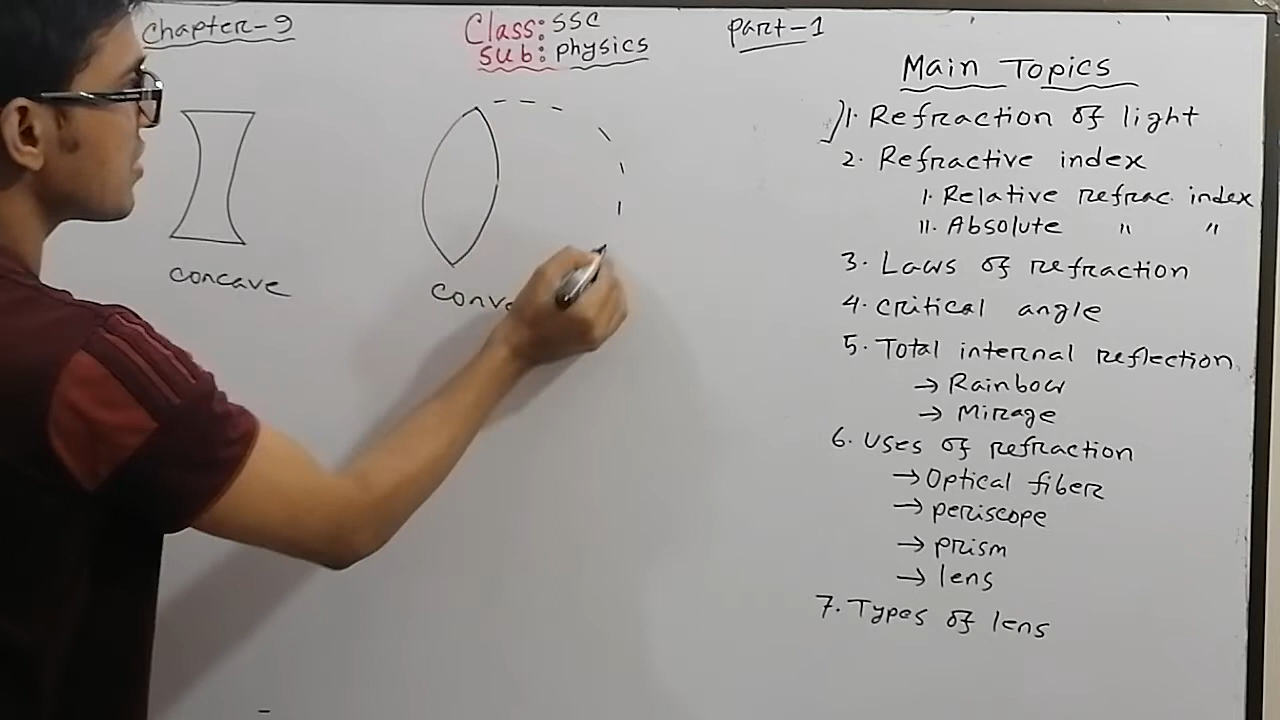 Chapter-9
Class: SSC
Sub: physics
part-1
Main Topics
1. Refraction of light
2. Refractive index
i. Relative refrac. index
ii. Absolute " "
3. Laws of refraction
4. Critical angle
5. Total internal reflection
→ Rainbow
→ Mirage
6. Uses of refraction
→ Optical fiber
→ periscope
→ prism
→ lens
7. Types of lens
concave